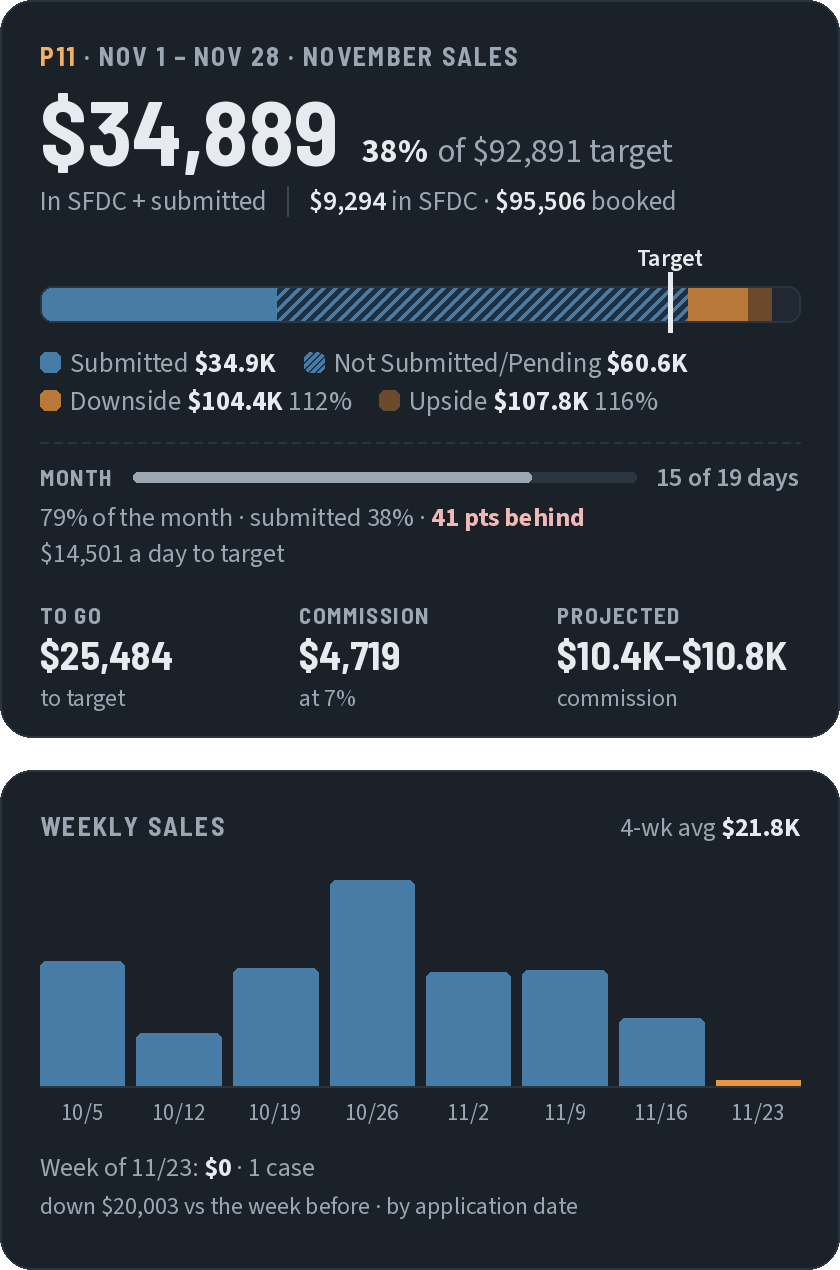 P11 · NOV 1 – NOV 28 · NOVEMBER SALES
$34,889 38% of $92,891 target
In SFDC + submitted | $9,294 in SFDC · $95,506 booked
Target
Submitted $34.9K Not Submitted/Pending $60.6K
Downside $104.4K 112% Upside $107.8K 116%
MONTH 15 of 19 days
79% of the month · submitted 38% · 41 pts behind
$14,501 a day to target
TO GO COMMISSION PROJECTED
$25,484 $4,719 $10.4K–$10.8K
to target at 7% commission
WEEKLY SALES 4-wk avg $21.8K
10/5 10/12 10/19 10/26 11/2 11/9 11/16 11/23
Week of 11/23: $0 · 1 case
down $20,003 vs the week before · by application date